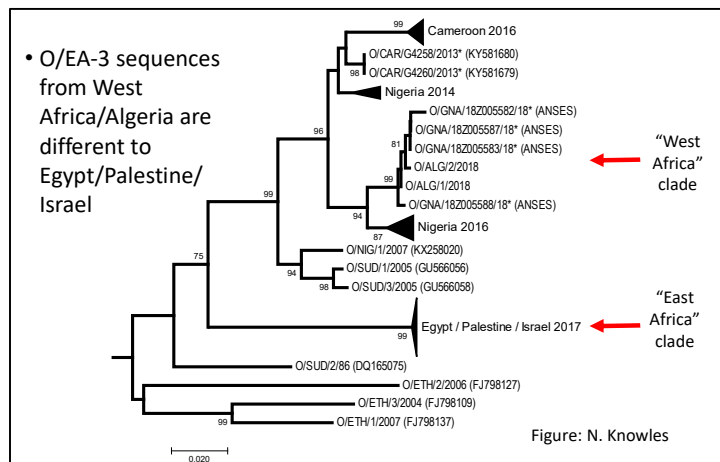 • O/EA-3 sequences
from West
Africa/Algeria are
different to
Egypt/Palestine/
Israel
99
Cameroon 2016
O/CAR/G4258/2013* (KY581680)
98
O/CAR/G4260/2013* (KY581679)
Nigeria 2014
96
O/GNA/18Z005582/18* (ANSES)
O/GNA/18Z005587/18* (ANSES)
81
O/GNA/18Z005583/18* (ANSES)
O/ALG/2/2018
99
O/ALG/1/2018
O/GNA/18Z005588/18* (ANSES)
94
Nigeria 2016
87
"West
Africa"
clade
99
O/NIG/1/2007 (KX258020)
94
O/SUD/1/2005 (GU566056)
98
O/SUD/3/2005 (GU566058)
75
Egypt / Palestine / Israel 2017
99
"East
Africa"
clade
O/SUD/2/86 (DQ165075)
O/ETH/2/2006 (FJ798127)
O/ETH/3/2004 (FJ798109)
99
O/ETH/1/2007 (FJ798137)
0.020
Figure: N. Knowles